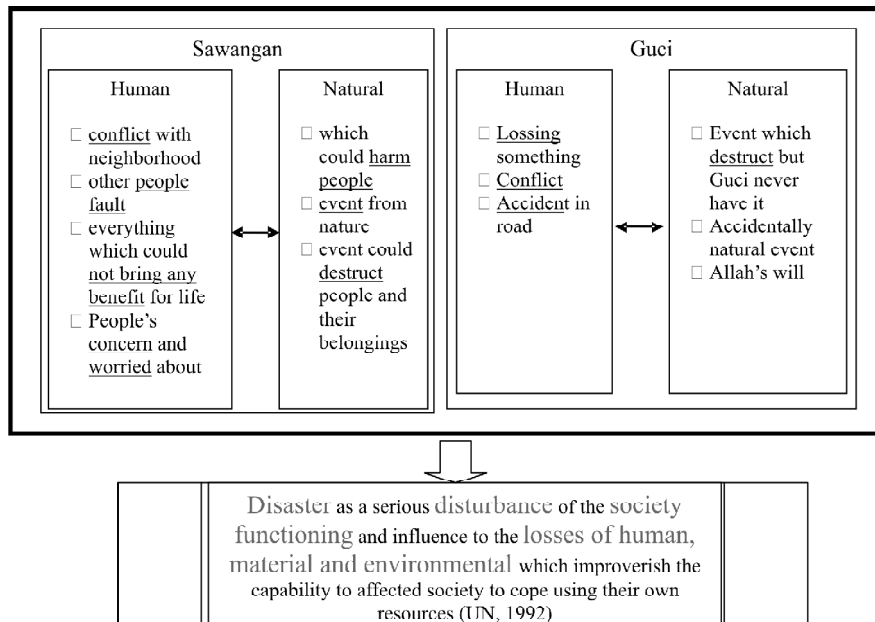 Sawangan
Human
☐ conflict with
neighborhood
☐ other people
fault
☐ everything
which could
not bring any
benefit for life
☐ People's
concern and
worried about
Natural
☐ which
could harm
people
☐ event from
nature
☐ event could
destruct
people and
their
belongings
Guci
Human
☐ Lossing
something
☐ Conflict
☐ Accident in
road
Natural
☐ Event which
destruct but
Guci never
have it
☐ Accidentally
natural event
☐ Allah's will
Disaster as a serious disturbance of the society
functioning and influence to the losses of human,
material and environmental which improverish the
capability to affected society to cope using their own
resources (UN, 1992)